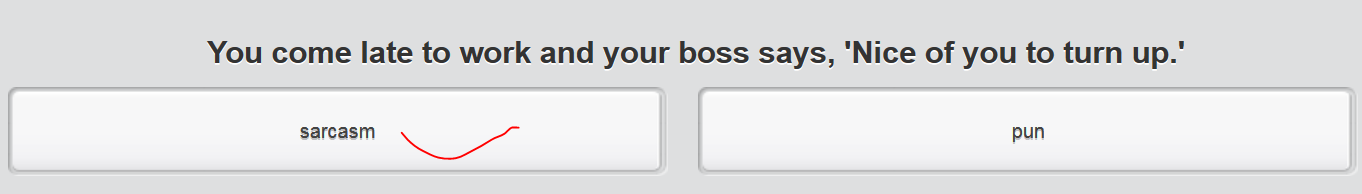 You come late to work and your boss says, 'Nice of you to turn up.'
sarcasm
pun